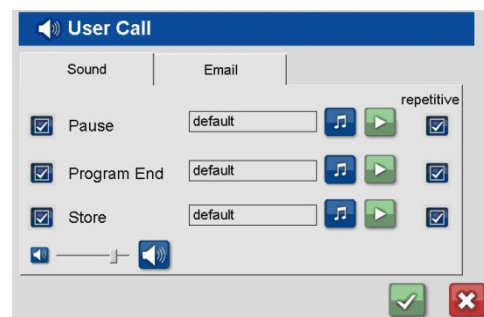 User Call
Sound Email
repetitive
Pause default
Program End default
Store default